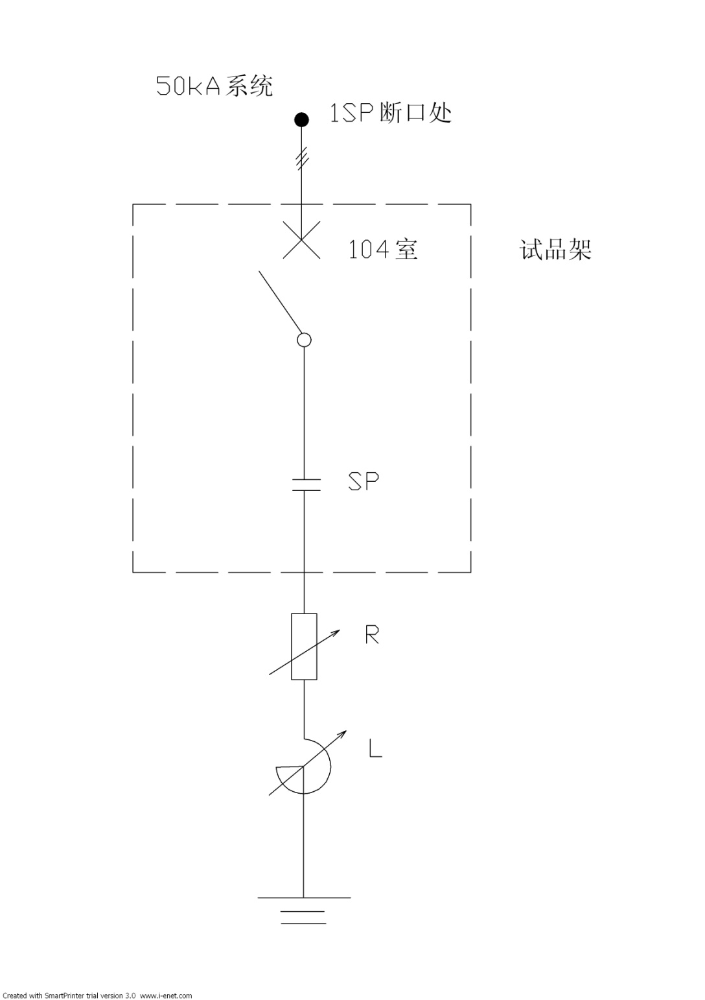 50kA系统
1SP断口处
104室
试品架
SP
R
L
Created with SmartPrinter trial version 3.0 www.i-enet.com